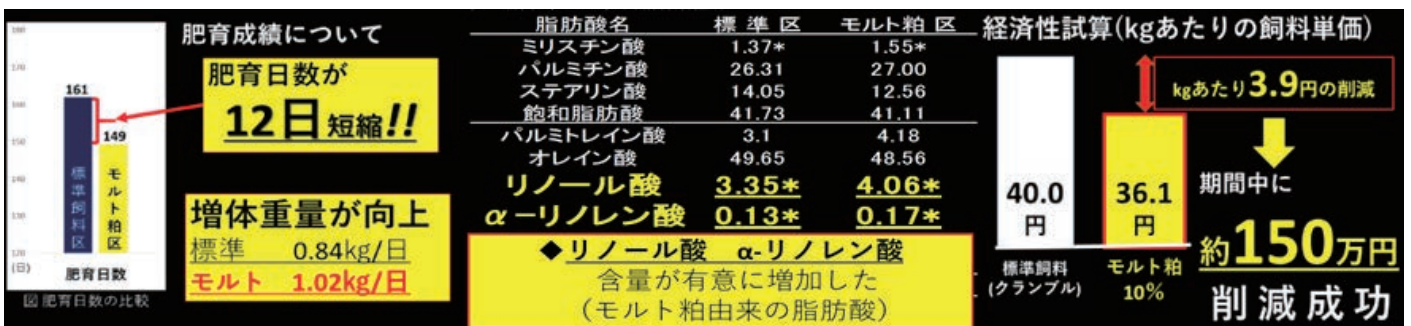 肥育成績について
180
170
160
150
140
130
120
(日)
161
149
標準飼料区
モルト粕区
肥育日数
図 肥育日数の比較
肥育日数が
12日短縮!!
増体重量が向上
標準 0.84kg/日
モルト 1.02kg/日
脂肪酸名 標準区 モルト粕区
ミリスチン酸 1.37* 1.55*
パルミチン酸 26.31 27.00
ステアリン酸 14.05 12.56
飽和脂肪酸 41.73 41.11
パルミトレイン酸 3.1 4.18
オレイン酸 49.65 48.56
リノール酸 3.35* 4.06*
α-リノレン酸 0.13* 0.17*
◆リノール酸 α-リノレン酸
含量が有意に増加した
(モルト粕由来の脂肪酸)
経済性試算(kgあたりの飼料単価)
kgあたり3.9円の削減
40.0
円
36.1
円
標準飼料
(クランブル)
モルト粕
10%
期間中に
約150万円
削減成功